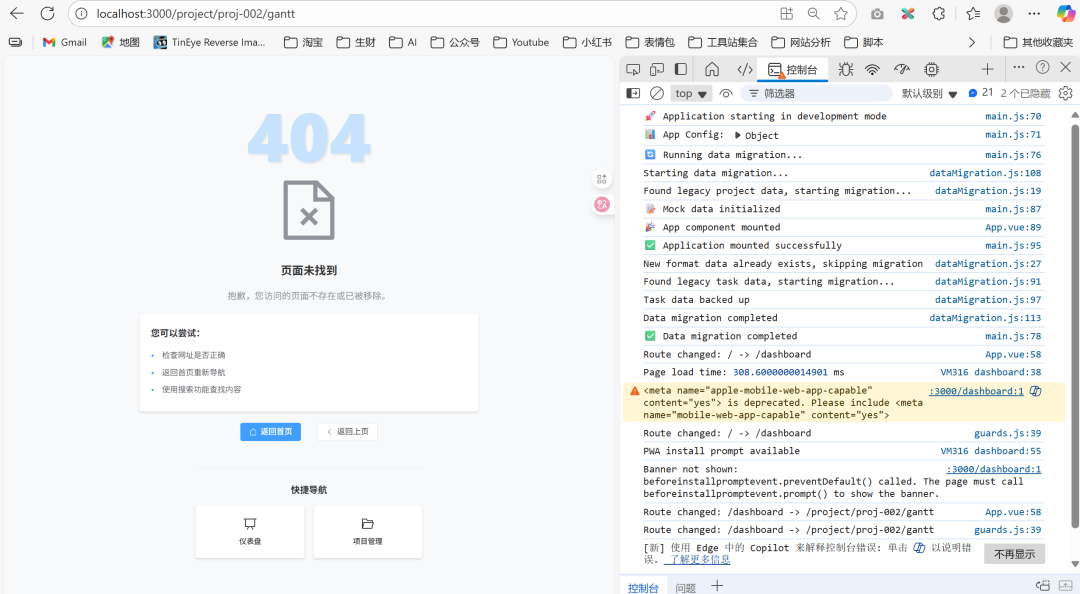 localhost:3000/project/proj-002/gantt
Gmail 地图 TinEye Reverse Ima... 淘宝 生财 AI 公众号 Youtube 小红书 表情包 工具站集合 网站分析 脚本 其他收藏夹
404
页面未找到
抱歉，您访问的页面不存在或已被移除。
您可以尝试：
• 检查网址是否正确
• 返回首页重新导航
• 使用搜索功能查找内容
返回首页 返回上页
快捷导航
仪表盘 项目管理
控制台
top 筛选器 默认级别 21 2 个已隐藏
Application starting in development mode main.js:70
App Config: Object main.js:71
Running data migration... main.js:76
Starting data migration... dataMigration.js:108
Found legacy project data, starting migration... dataMigration.js:19
Mock data initialized main.js:87
App component mounted App.vue:89
Application mounted successfully main.js:95
New format data already exists, skipping migration dataMigration.js:27
Found legacy task data, starting migration... dataMigration.js:91
Task data backed up dataMigration.js:97
Data migration completed dataMigration.js:113
Data migration completed main.js:78
Route changed: / -> /dashboard App.vue:58
Page load time: 308.6000000014901 ms VM316 dashboard:38
<meta name="apple-mobile-web-app-capable" :3000/dashboard:1
content="yes"> is deprecated. Please include <meta
name="mobile-web-app-capable" content="yes">
Route changed: / -> /dashboard guards.js:39
PWA install prompt available VM316 dashboard:55
Banner not shown: :3000/dashboard:1
beforeinstallpromptevent.preventDefault() called. The page must call
beforeinstallpromptevent.prompt() to show the banner.
Route changed: /dashboard -> /project/proj-002/gantt App.vue:58
Route changed: /dashboard -> /project/proj-002/gantt guards.js:39
[新] 使用 Edge 中的 Copilot 来解释控制台错误: 单击 以说明错
误。 了解更多信息 不再显示
控制台 问题